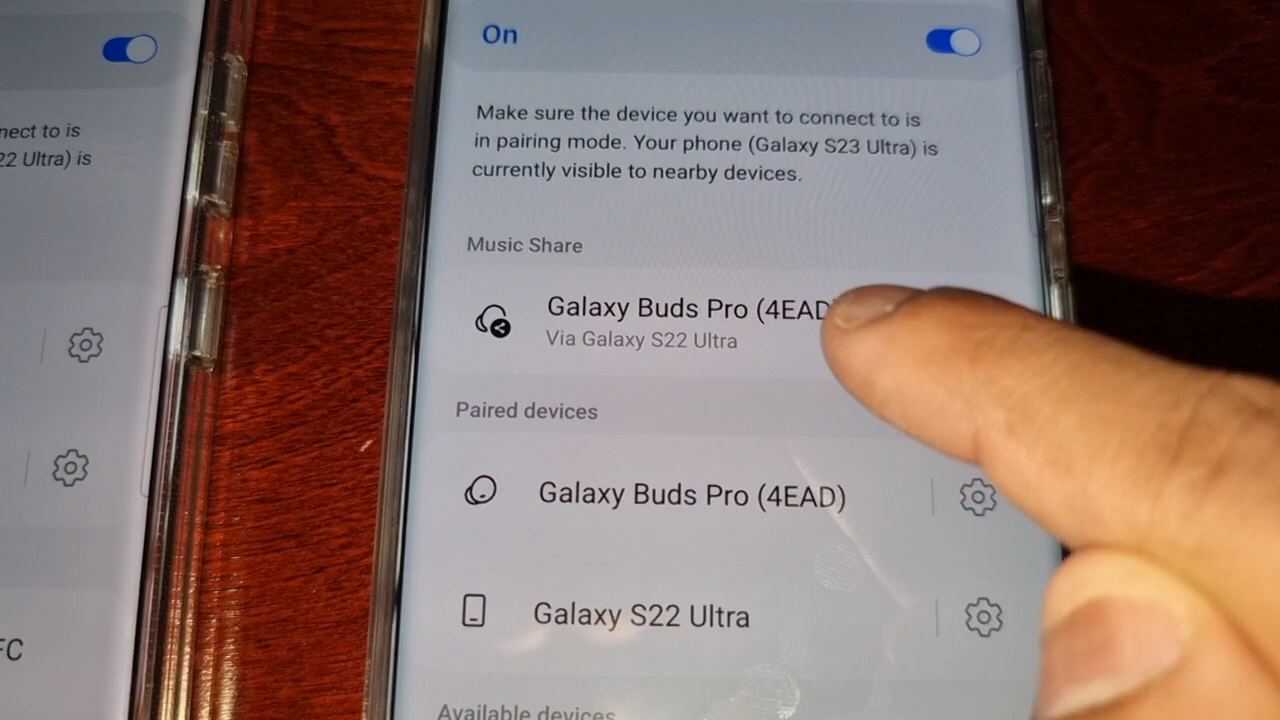 nect to is
22 Ultra) is
FC
On
Make sure the device you want to connect to is
in pairing mode. Your phone (Galaxy S23 Ultra) is
currently visible to nearby devices.
Music Share
Galaxy Buds Pro (4EAD)
Via Galaxy S22 Ultra
Paired devices
Galaxy Buds Pro (4EAD)
Galaxy S22 Ultra
Available devices